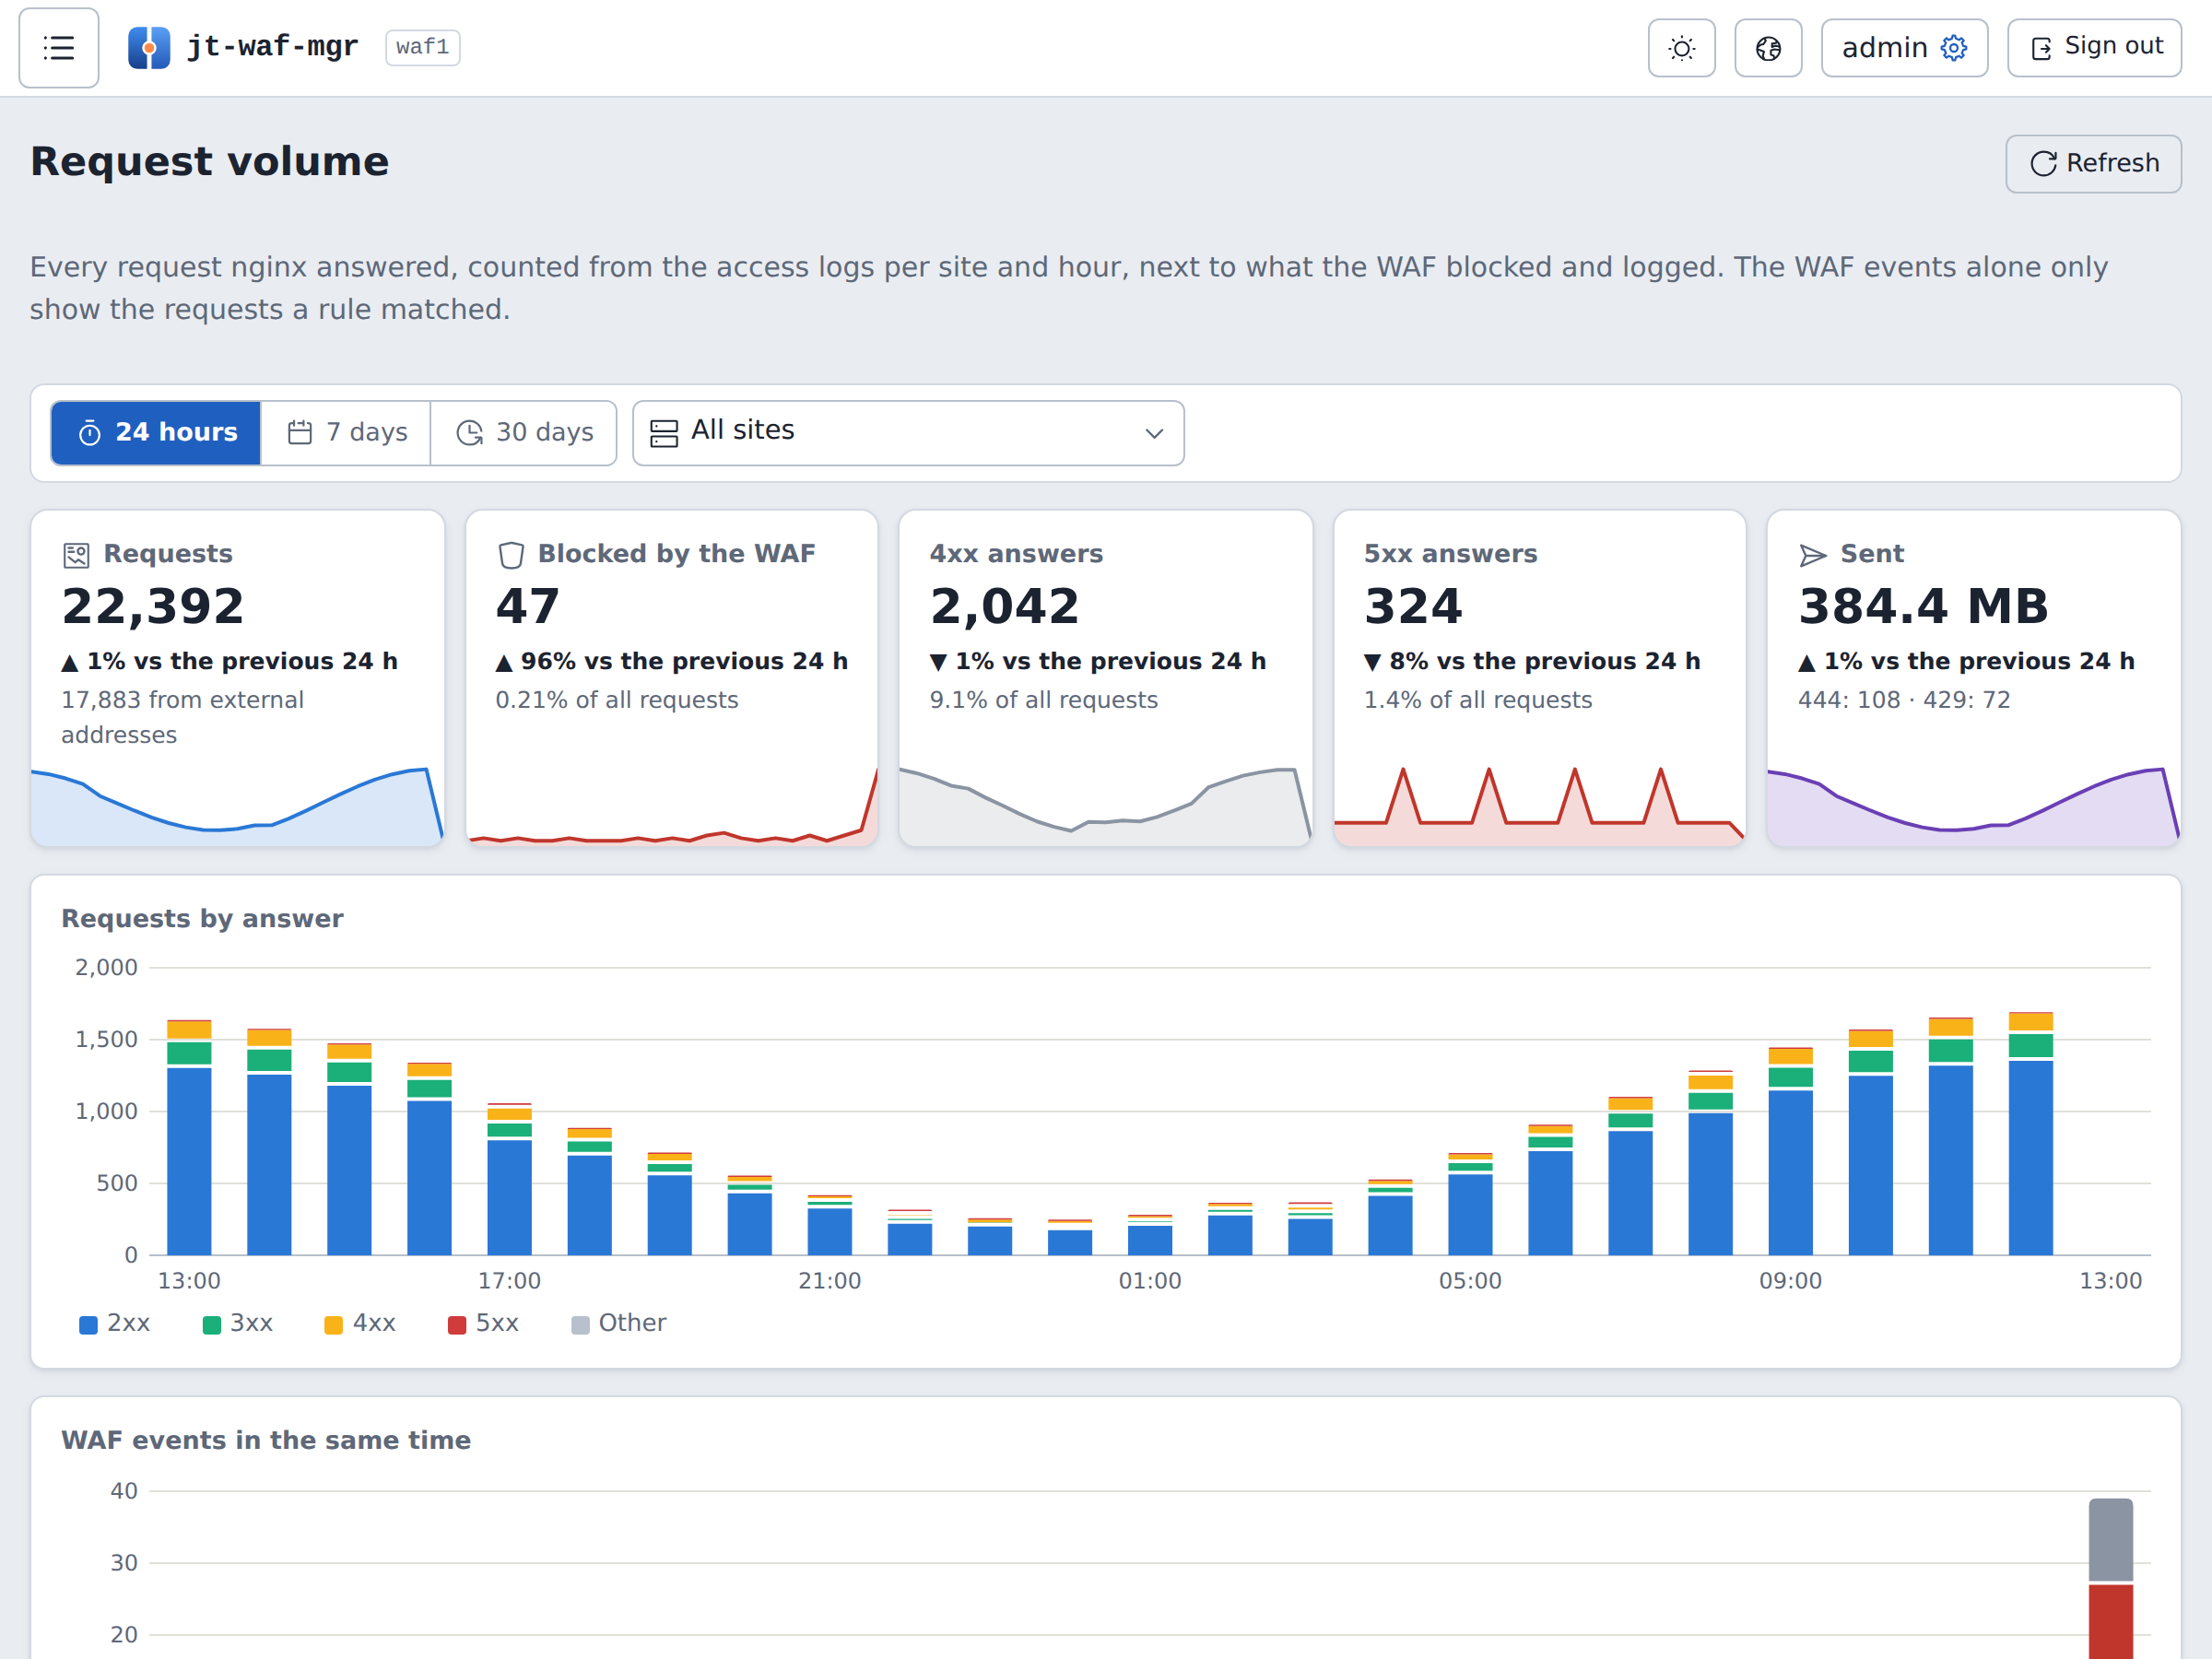 jt-waf-mgr waf1 admin Sign out
Request volume
Refresh
Every request nginx answered, counted from the access logs per site and hour, next to what the WAF blocked and logged. The WAF events alone only
show the requests a rule matched.
24 hours 7 days 30 days All sites
Requests
22,392
▲ 1% vs the previous 24 h
17,883 from external
addresses
Blocked by the WAF
47
▲ 96% vs the previous 24 h
0.21% of all requests
4xx answers
2,042
▼ 1% vs the previous 24 h
9.1% of all requests
5xx answers
324
▼ 8% vs the previous 24 h
1.4% of all requests
Sent
384.4 MB
▲ 1% vs the previous 24 h
444: 108 · 429: 72
Requests by answer
2,000
1,500
1,000
500
0
13:00 17:00 21:00 01:00 05:00 09:00 13:00
2xx 3xx 4xx 5xx Other
WAF events in the same time
40
30
20